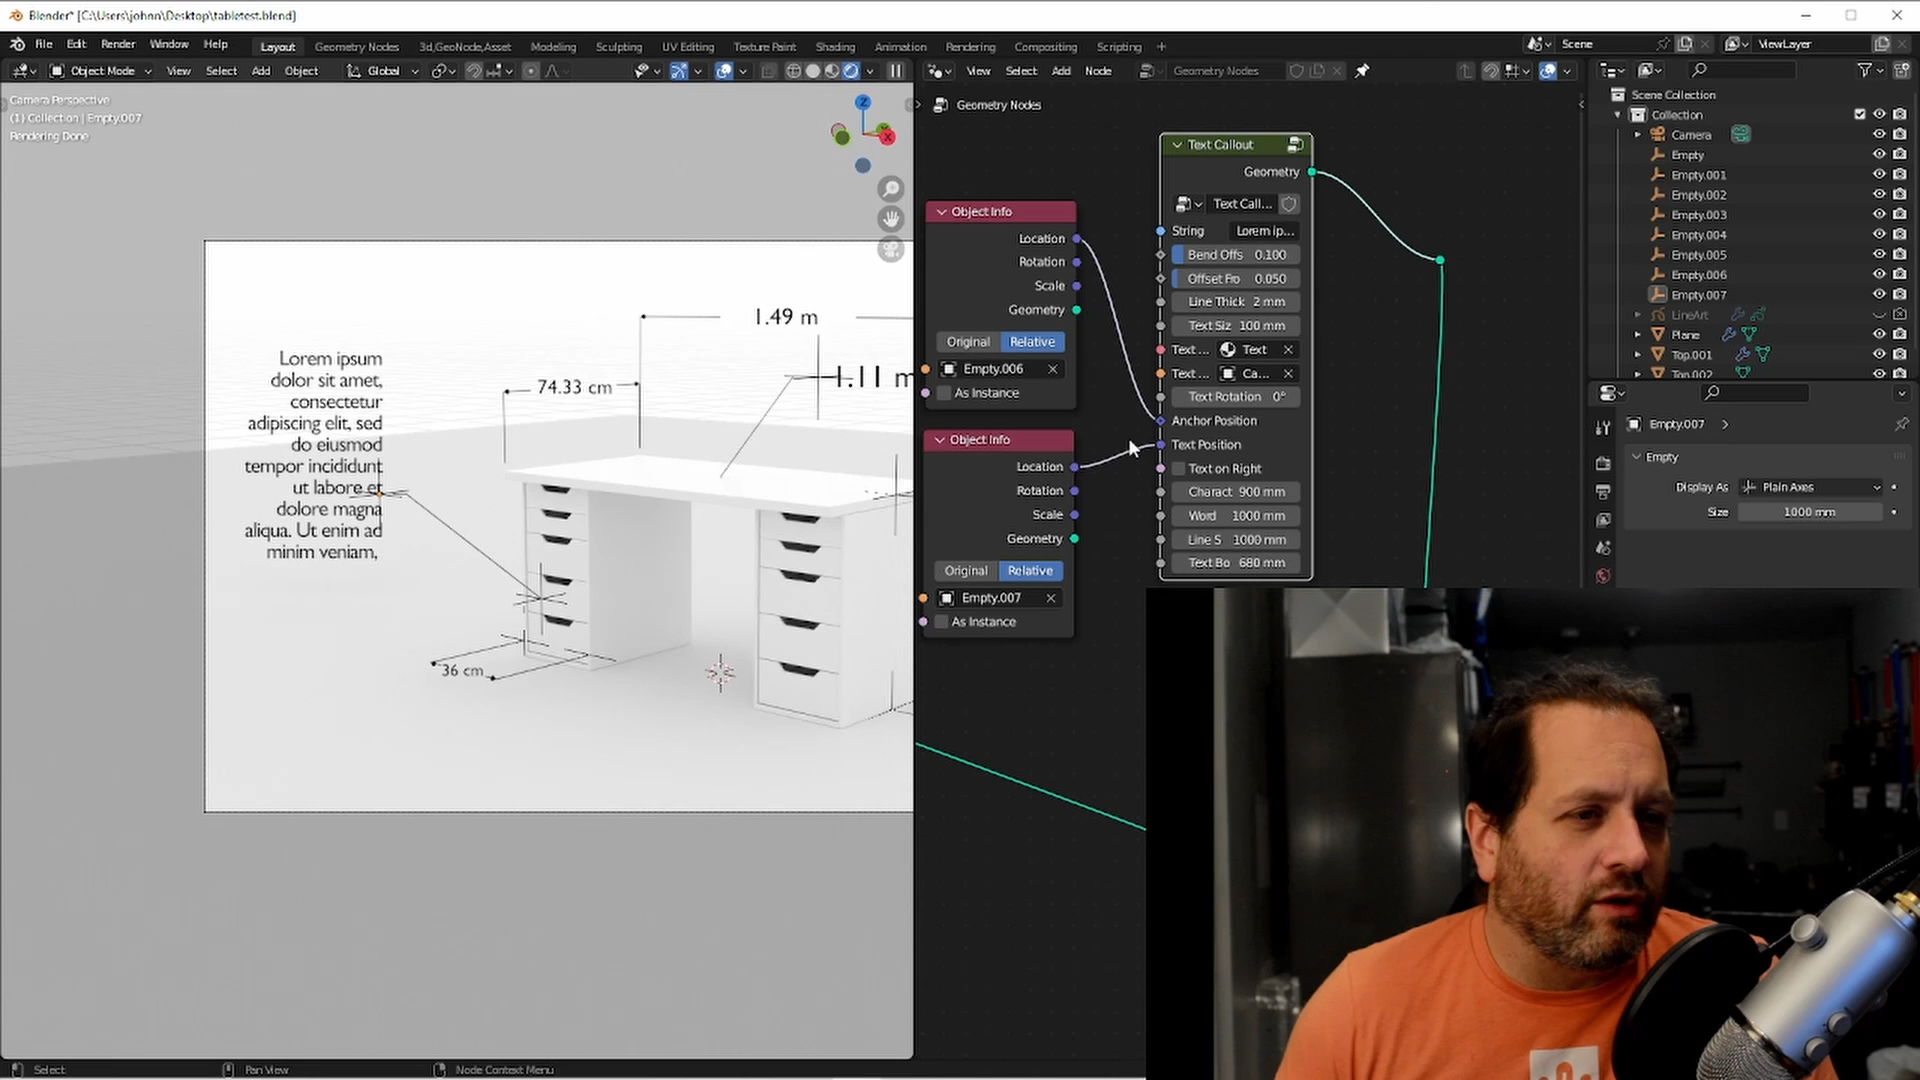 Blender* [C:\Users\johnn\Desktop\tabletest.blend]
File Edit Render Window Help Layout Geometry Nodes 3d,GeoNode,Asset Modeling Sculpting UV Editing Texture Paint Shading Animation Rendering Compositing Scripting + Scene ViewLayer
Object Mode View Select Add Object Global View Select Add Node Geometry Nodes
Camera Perspective
(1) Collection | Empty.007
Rendering Done
Z
X
1.49 m
74.33 cm
1.11 m
Lorem ipsum
dolor sit amet,
consectetur
adipiscing elit, sed
do eiusmod
tempor incididunt
ut labore et
dolore magna
aliqua. Ut enim ad
minim veniam,
36 cm
Geometry Nodes
Object Info
Location
Rotation
Scale
Geometry
Original Relative
Empty.006
As Instance
Object Info
Location
Rotation
Scale
Geometry
Original Relative
Empty.007
As Instance
Text Callout
Geometry
Text Call...
String Lorem ip...
Bend Offs 0.100
Offset Fro 0.050
Line Thick 2 mm
Text Siz 100 mm
Text ... Text
Text ... Ca...
Text Rotation 0°
Anchor Position
Text Position
Text on Right
Charact 900 mm
Word 1000 mm
Line S 1000 mm
Text Bo 680 mm
Scene Collection
Collection
Camera
Empty
Empty.001
Empty.002
Empty.003
Empty.004
Empty.005
Empty.006
Empty.007
LineArt
Plane
Top.001
Top.002
Empty.007
Empty
Display As Plain Axes
Size 1000 mm
Select Pan View Node Context Menu